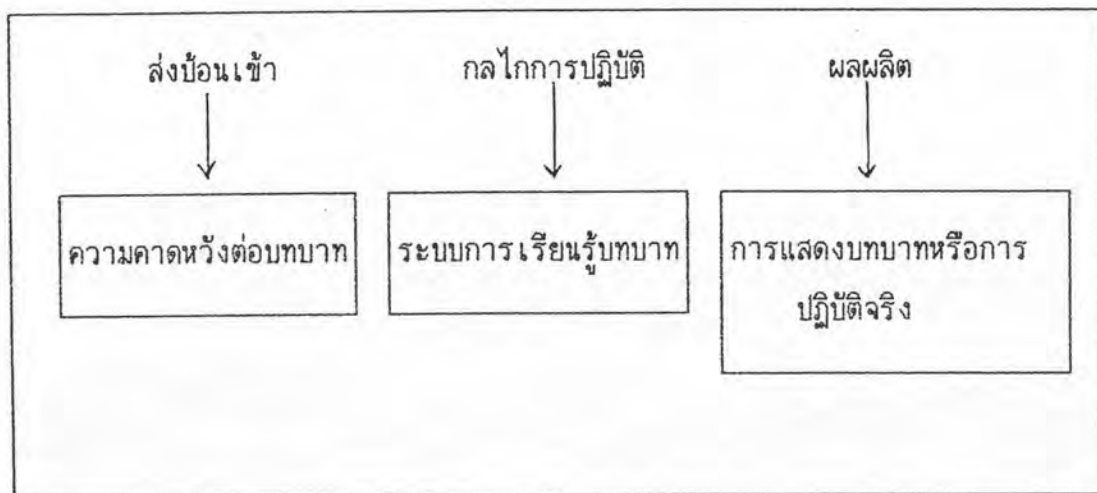 ส่งป้อนเข้า
กลไกการปฏิบัติ
ผลผลิต
ความคาดหวังต่อบทบาท
ระบบการเรียนรู้บทบาท
การแสดงบทบาทหรือการ
ปฏิบัติจริง